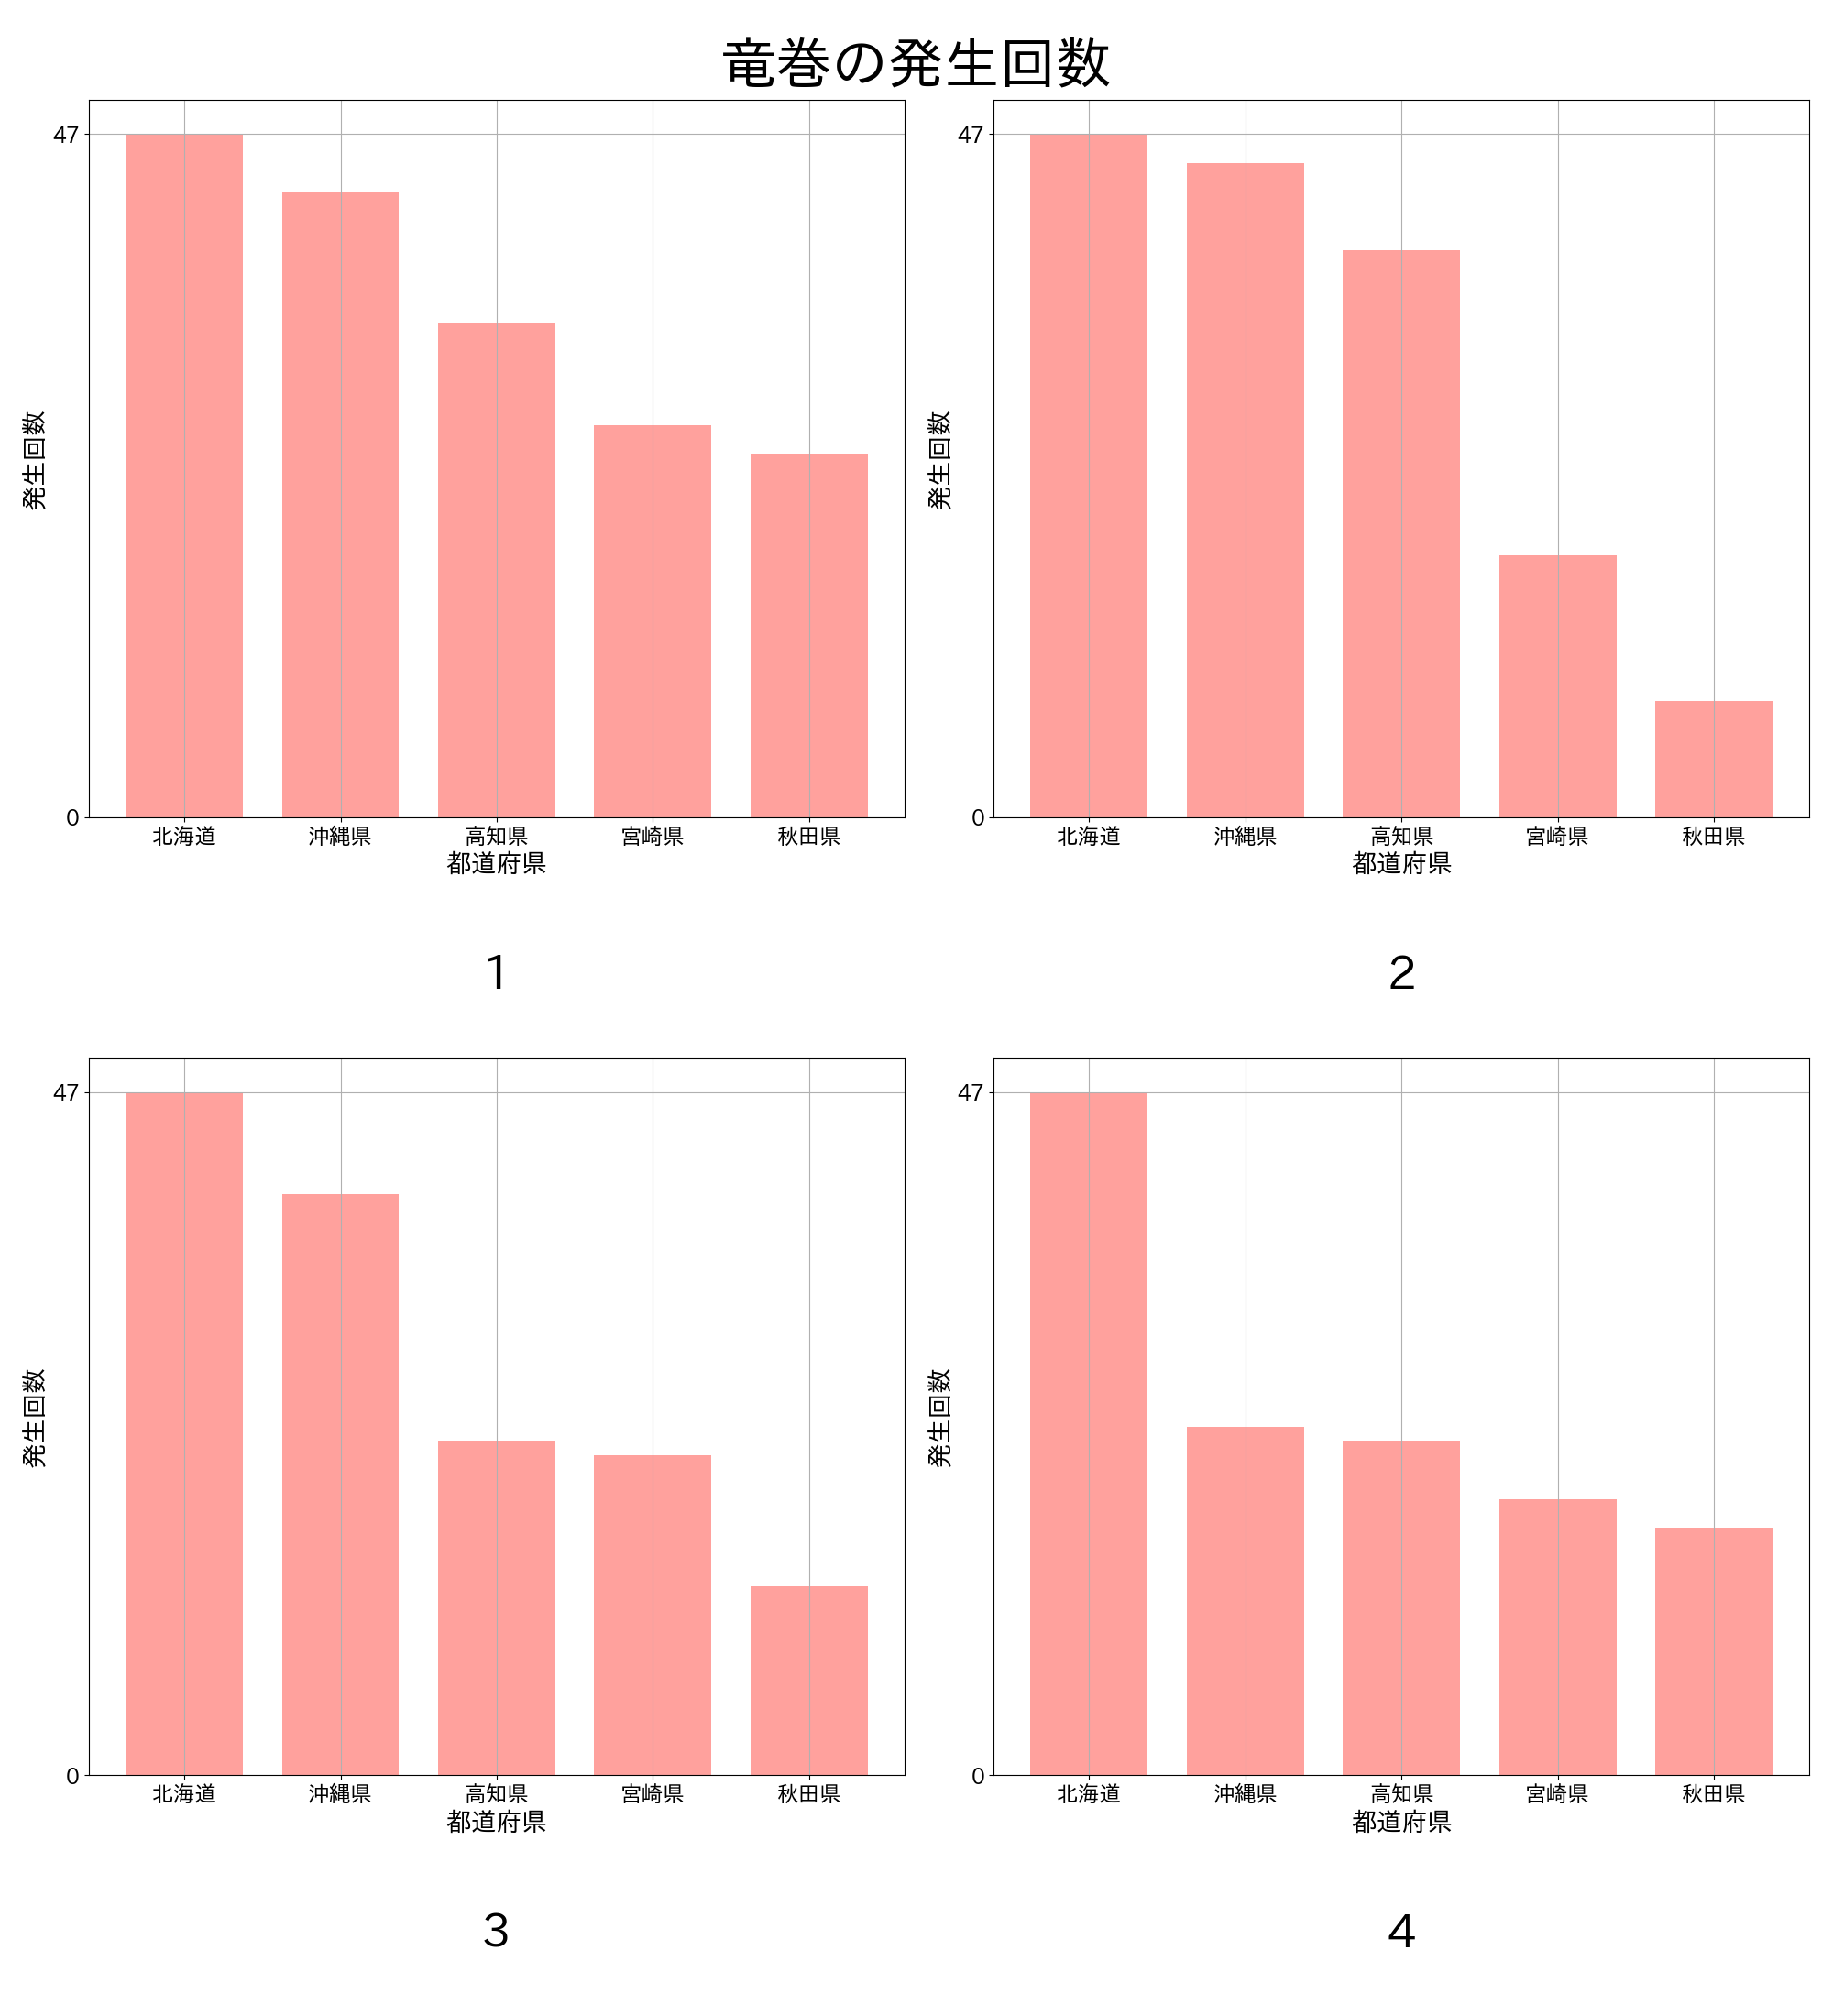 竜巻の発生回数
47
0
発生回数
北海道 沖縄県 高知県 宮崎県 秋田県
都道府県
1
47
0
発生回数
北海道 沖縄県 高知県 宮崎県 秋田県
都道府県
2
47
0
発生回数
北海道 沖縄県 高知県 宮崎県 秋田県
都道府県
3
47
0
発生回数
北海道 沖縄県 高知県 宮崎県 秋田県
都道府県
4